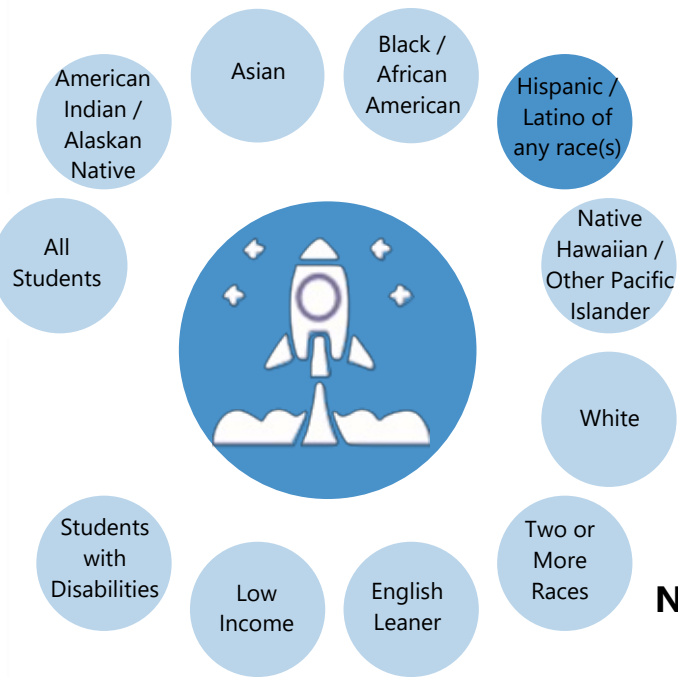 American
Indian /
Alaskan
Native
Asian
Black /
African
American
Hispanic /
Latino of
any race(s)
All
Students
Native
Hawaiian /
Other Pacific
Islander
White
Students
with
Disabilities
Low
Income
English
Leaner
Two or
More
Races
N